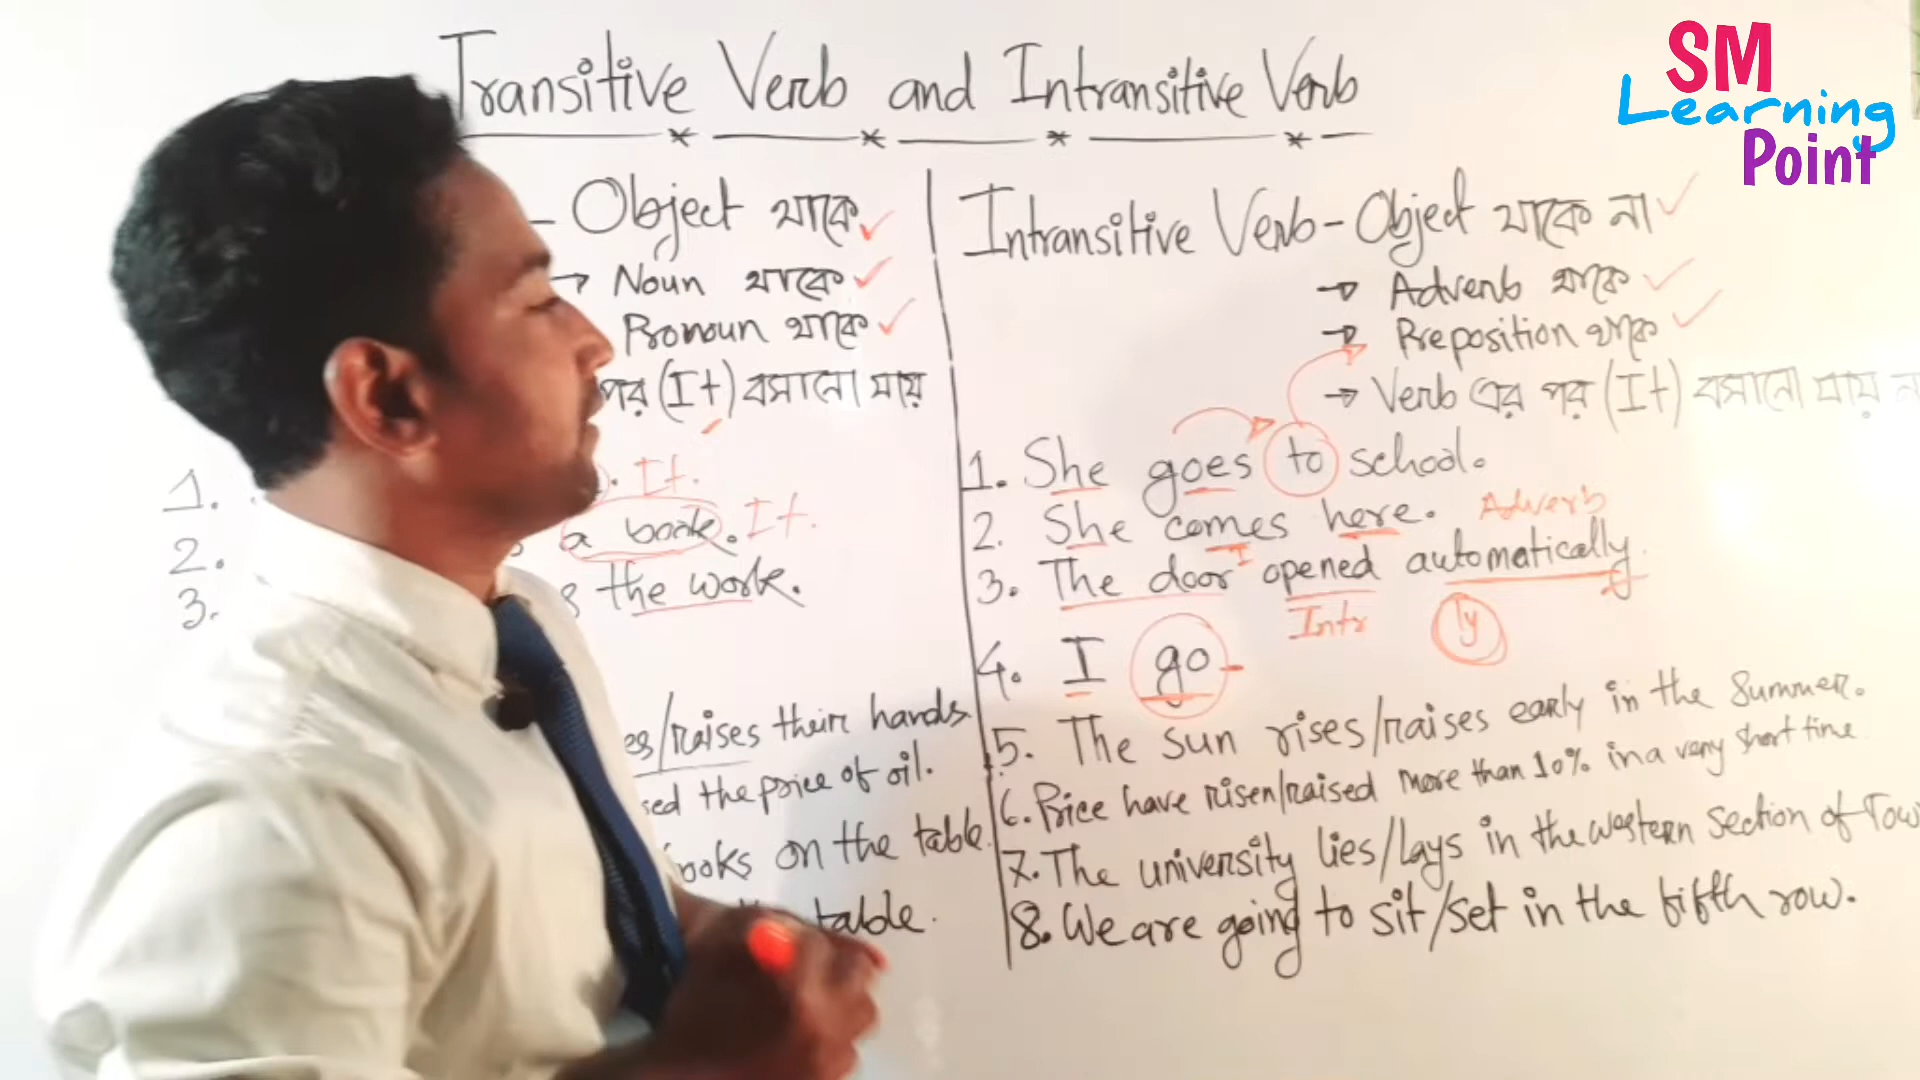 Transitive Verb and Intransitive Verb
SM
Learning
Point
- Object থাকে
→ Noun থাকে
Pronoun থাকে
পর (It) বসানো যায়
1.
It.
2.
a book. It.
3.
the work.
es/raises their hands
sed the price of oil.
books on the table.
table.
Intransitive Verb - Object থাকে না
→ Adverb থাকে
→ Preposition থাকে
→ Verb এর পর (It) বসানো যায় না
1. She goes to school.
2. She comes here. Adverb
I
3. The door opened automatically.
Intr ly
4. I go
5. The sun rises/raises early in the Summer.
6. Price have risen/raised more than 10% in a very short time.
7. The university lies/lays in the western section of Tow
8. We are going to sit/set in the fifth row.